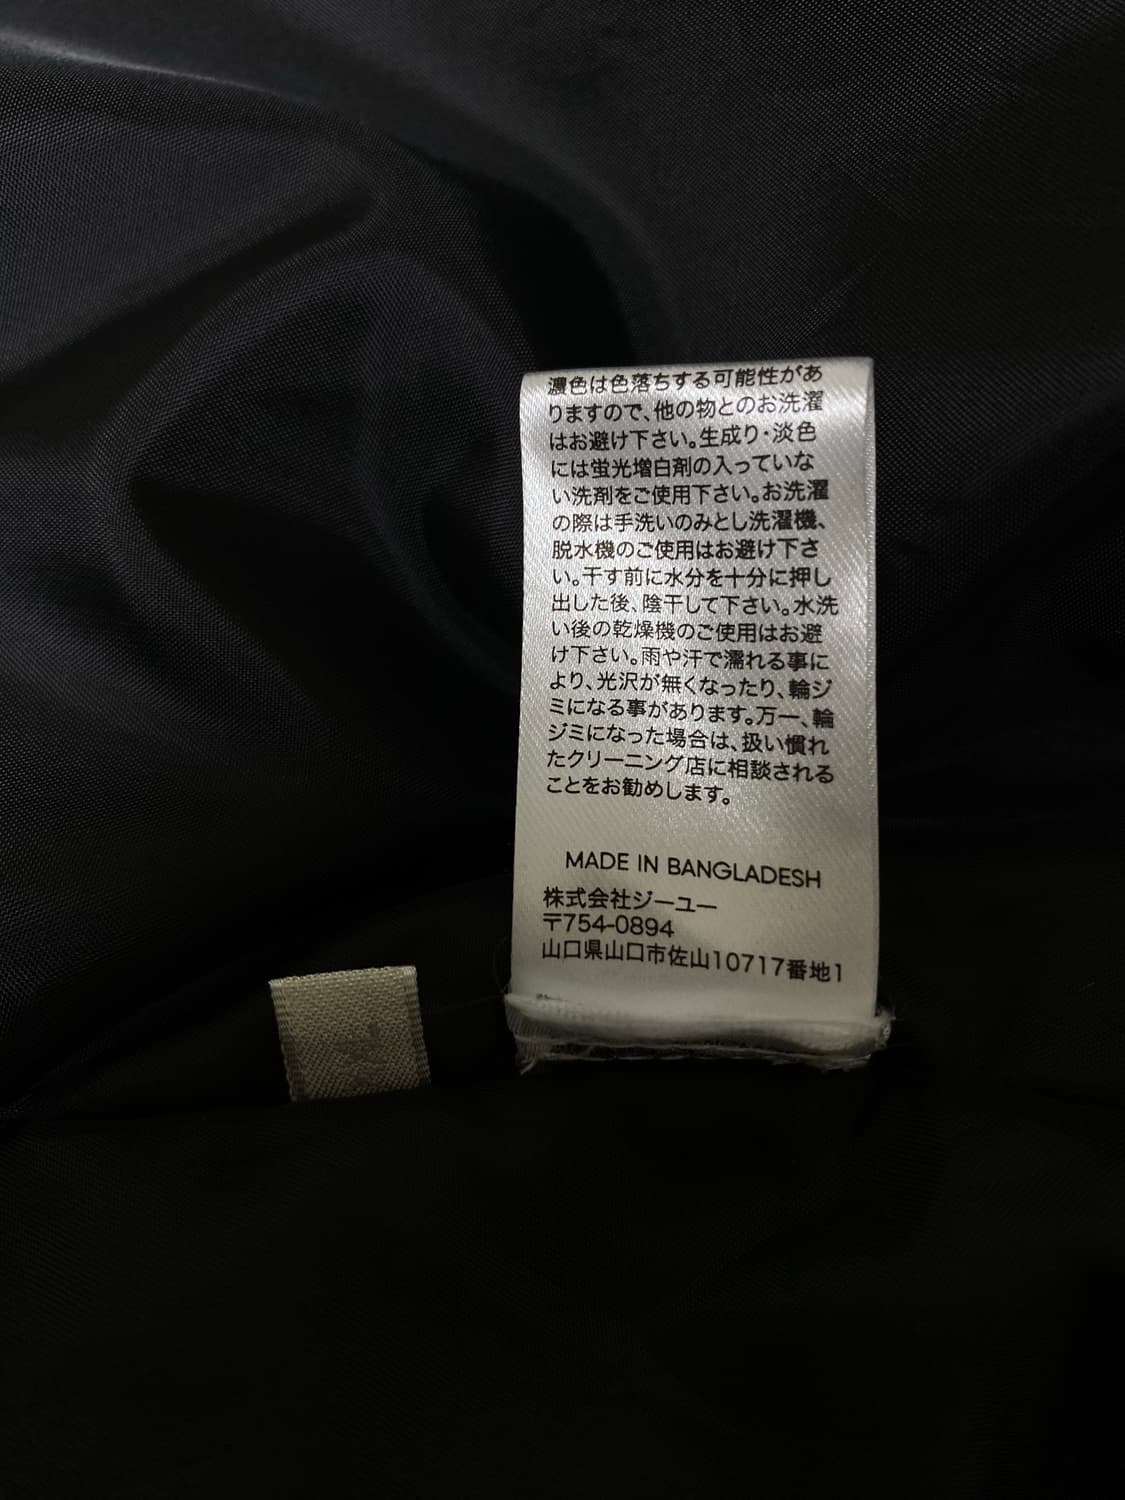 濃色は色落ちする可能性があ
りますので、他の物とのお洗濯
はお避け下さい。生成り・淡色
には蛍光増白剤の入っていな
い洗剤をご使用下さい。お洗濯
の際は手洗いのみとし洗濯機、
脱水機のご使用はお避け下さ
い。干す前に水分を十分に押し
出した後、陰干して下さい。水洗
い後の乾燥機のご使用はお避
け下さい。雨や汗で濡れる事に
より、光沢が無くなったり、輪ジ
ミになる事があります。万一、輪
ジミになった場合は、扱い慣れ
たクリーニング店に相談される
ことをお勧めします。
MADE IN BANGLADESH
株式会社ジーユー
〒754-0894
山口県山口市佐山10717番地1